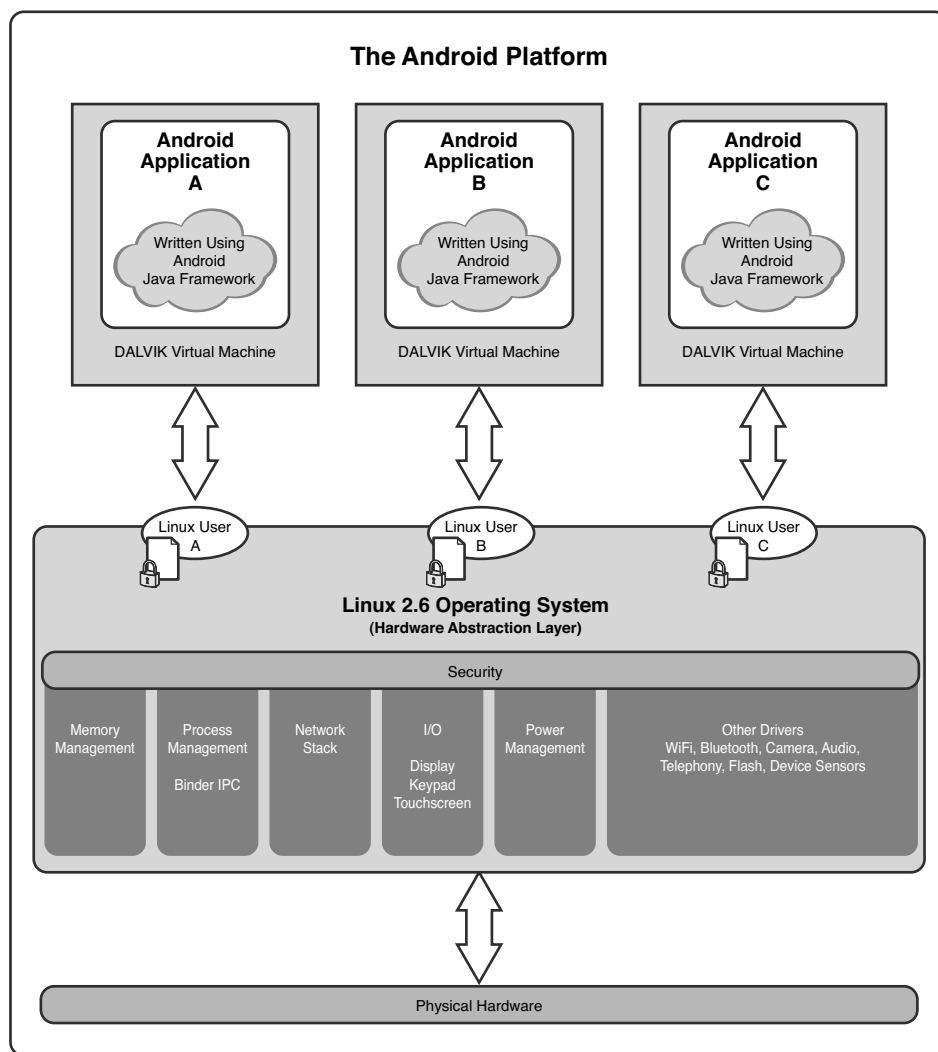 The Android Platform
Android
Application
A
Written Using
Android
Java Framework
DALVIK Virtual Machine
Android
Application
B
Written Using
Android
Java Framework
DALVIK Virtual Machine
Android
Application
C
Written Using
Android
Java Framework
DALVIK Virtual Machine
Linux User
A
Linux User
B
Linux User
C
Linux 2.6 Operating System
(Hardware Abstraction Layer)
Security
Memory
Management
Process
Management
Binder IPC
Network
Stack
I/O
Display
Keypad
Touchscreen
Power
Management
Other Drivers
WiFi, Bluetooth, Camera, Audio,
Telephony, Flash, Device Sensors
Physical Hardware